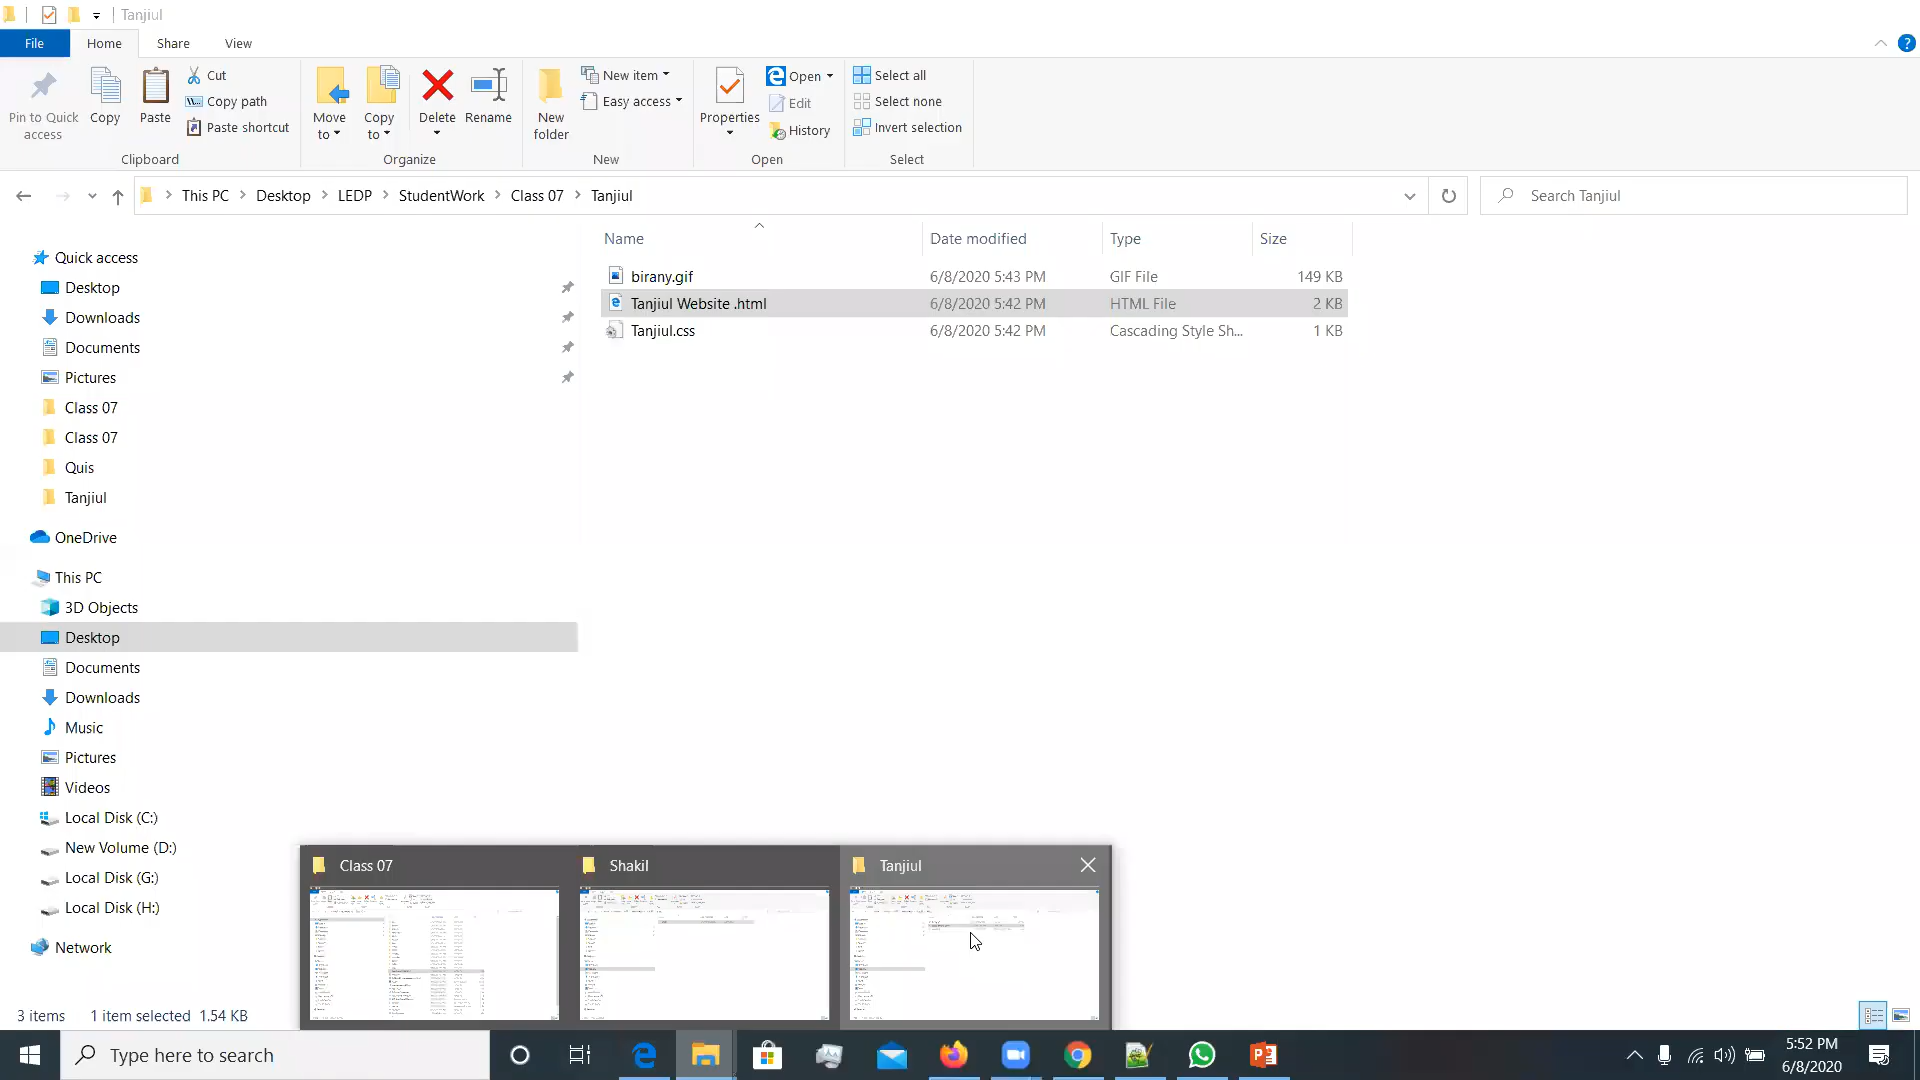 Tanjiul
File
Home
Share
View
Pin to Quick access
Copy
Paste
Cut
Copy path
Paste shortcut
Clipboard
Move to
Copy to
Delete
Rename
Organize
New folder
New item
Easy access
New
Properties
Open
Edit
History
Open
Select all
Select none
Invert selection
Select
This PC
Desktop
LEDP
StudentWork
Class 07
Tanjiul
Search Tanjiul
Name
Date modified
Type
Size
birany.gif 6/8/2020 5:43 PM GIF File 149 KB
Tanjiul Website .html 6/8/2020 5:42 PM HTML File 2 KB
Tanjiul.css 6/8/2020 5:42 PM Cascading Style Sh... 1 KB
Quick access
Desktop
Downloads
Documents
Pictures
Class 07
Class 07
Quis
Tanjiul
OneDrive
This PC
3D Objects
Desktop
Documents
Downloads
Music
Pictures
Videos
Local Disk (C:)
New Volume (D:)
Local Disk (G:)
Local Disk (H:)
Network
Class 07
Shakil
Tanjiul
3 items 1 item selected 1.54 KB
Type here to search
5:52 PM
6/8/2020